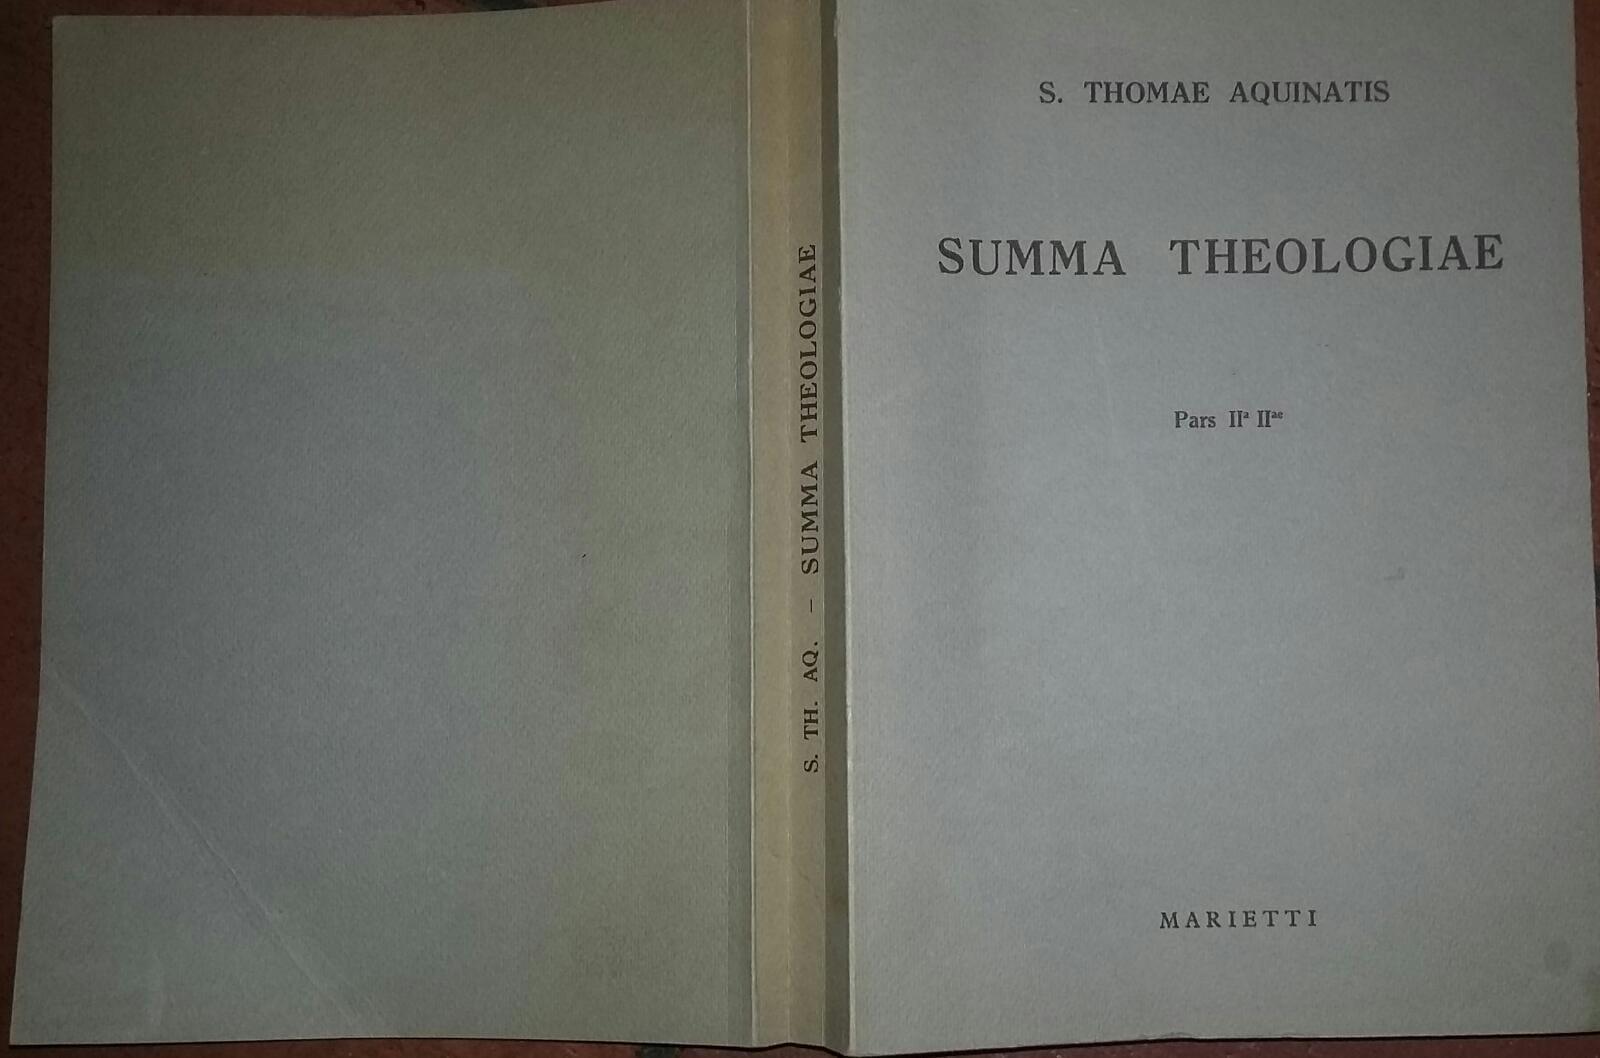 S. TH. AQ. – SUMMA THEOLOGIAE
S. THOMAE AQUINATIS
SUMMA THEOLOGIAE
Pars IIª IIᵃᵉ
MARIETTI